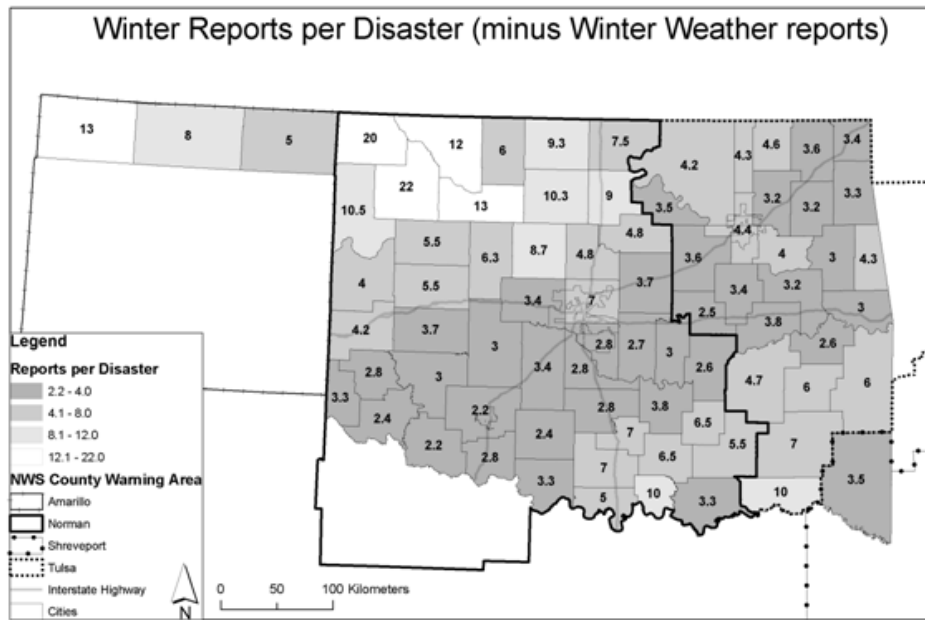 Winter Reports per Disaster (minus Winter Weather reports)
13 8 5 20 12 6 9.3 7.5 4.2 4.3 4.6 3.6 3.4
22 13 10.3 9 3.5 3.2 3.2 3.3
10.5
5.5 6.3 8.7 4.8 4.8 3.6 4.4 4 3 4.3
4 5.5 3.4 7 3.7 3.4 3.2
2.5 3.8 3
4.2 3.7 3 2.8 2.7 3 2.6 2.6
2.8 3 3.4 2.8 4.7 6 6
3.3 2.4 2.2 2.8 3.8 6.5
2.2 2.8 2.4 7 6.5 5.5 7
3.3 7 5 10 3.3 10 3.5
Legend
Reports per Disaster
2.2 - 4.0
4.1 - 8.0
8.1 - 12.0
12.1 - 22.0
NWS County Warning Area
Amarillo
Norman
Shreveport
Tulsa
Interstate Highway
Cities
N
0 50 100 Kilometers